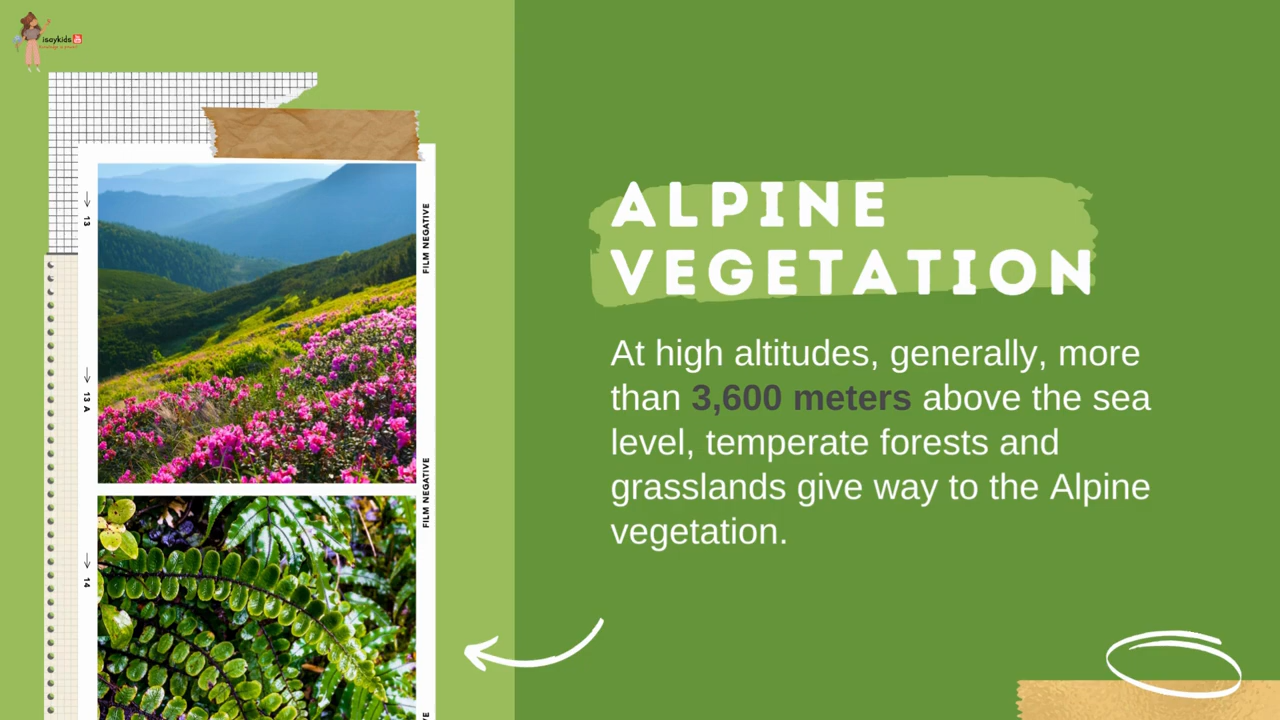 isaykids
ALPINE
VEGETATION
At high altitudes, generally, more
than 3,600 meters above the sea
level, temperate forests and
grasslands give way to the Alpine
vegetation.
13
FILM NEGATIVE
13 A
FILM NEGATIVE
14